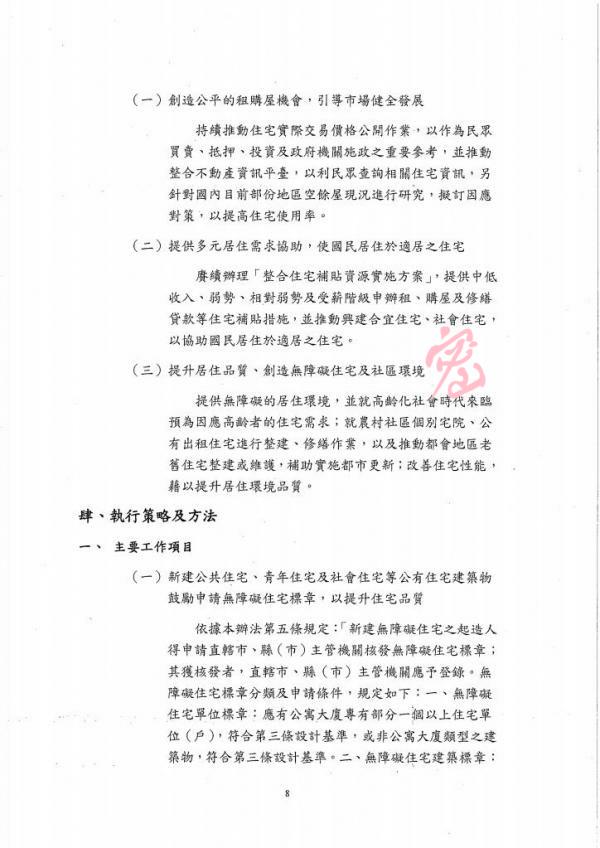 （一）創造公平的租購屋機會，引導市場健全發展
持續推動住宅實際交易價格公開作業，以作為民眾
買賣、抵押、投資及政府機關施政之重要參考，並推動
整合不動產資訊平臺，以利民眾查詢相關住宅資訊，另
針對國內目前部份地區空餘屋現況進行研究，擬訂因應
對策，以提高住宅使用率。
（二）提供多元居住需求協助，使國民居住於適居之住宅
賡續辦理「整合住宅補貼資源實施方案」，提供中低
收入、弱勢、相對弱勢及受薪階級申辦租、購屋及修繕
貸款等住宅補貼措施，並推動興建合宜住宅、社會住宅，
以協助國民居住於適居之住宅。
（三）提升居住品質、創造無障礙住宅及社區環境
提供無障礙的居住環境，並就高齡化社會時代來臨
預為因應高齡者的住宅需求；就農村社區個別宅院、公
有出租住宅進行整建、修繕作業，以及推動都會地區老
舊住宅整建或維護，補助實施都市更新；改善住宅性能，
藉以提升居住環境品質。
肆、執行策略及方法
一、 主要工作項目
（一）新建公共住宅、青年住宅及社會住宅等公有住宅建築物
鼓勵申請無障礙住宅標章，以提升住宅品質
依據本辦法第五條規定：「新建無障礙住宅之起造人
得申請直轄市、縣（市）主管機關核發無障礙住宅標章；
其獲核發者，直轄市、縣（市）主管機關應予登錄。無
障礙住宅標章分類及申請條件，規定如下：一、無障礙
住宅單位標章：應有公寓大廈專有部分一個以上住宅單
位（戶），符合第三條設計基準，或非公寓大廈類型之建
築物，符合第三條設計基準。二、無障礙住宅建築標章：
8